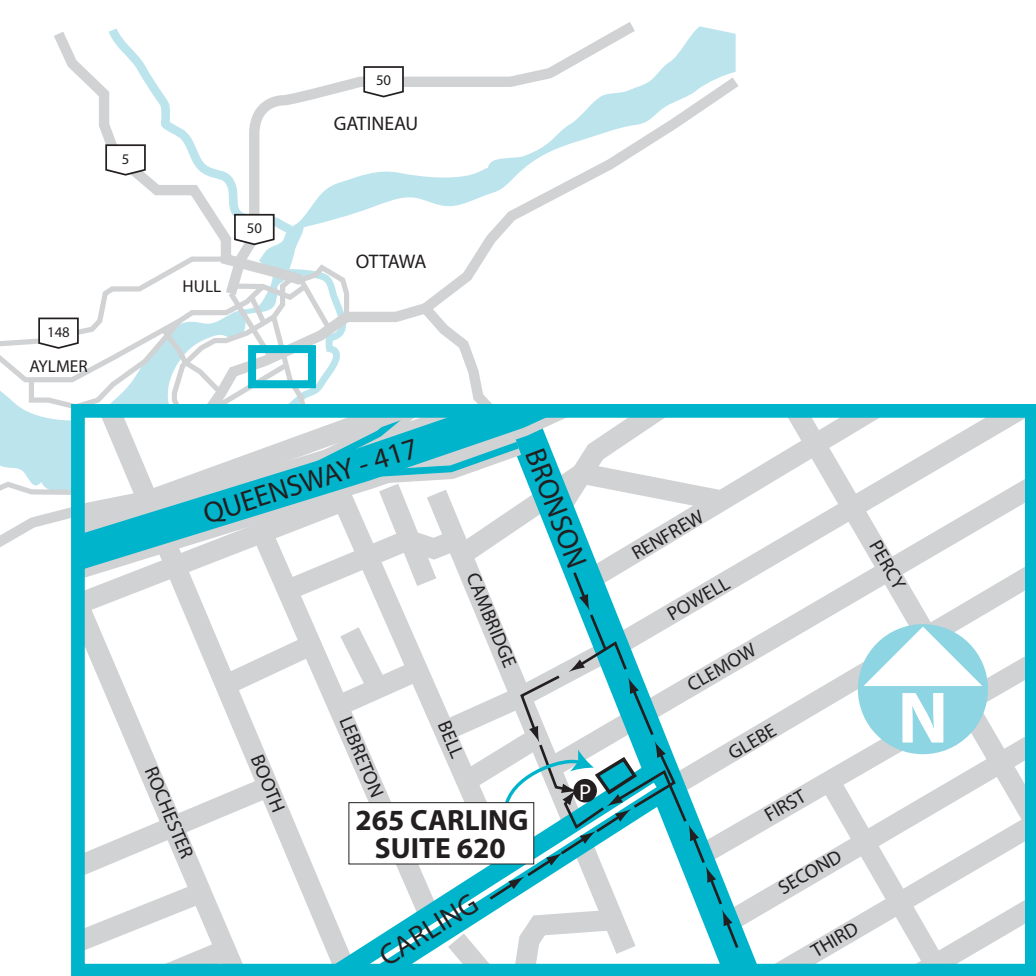 50
GATINEAU
5
50
OTTAWA
HULL
148
AYLMER
QUEENSWAY - 417
BRONSON
RENFREW
PERCY
CAMBRIDGE
POWELL
CLEMOW
N
GLEBE
BELL
LEBRETON
BOOTH
ROCHESTER
P
FIRST
265 CARLING
SUITE 620
SECOND
CARLING
THIRD